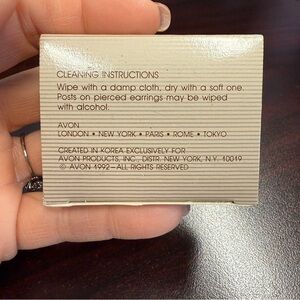 CLEANING INSTRUCTIONS
Wipe with a damp cloth, dry with a soft one.
Posts on pierced earrings may be wiped
with alcohol.
AVON
LONDON • NEW YORK • PARIS • ROME • TOKYO
CREATED IN KOREA EXCLUSIVELY FOR
AVON PRODUCTS, INC., DISTR. NEW YORK, N.Y. 10019
© AVON 1992–ALL RIGHTS RESERVED